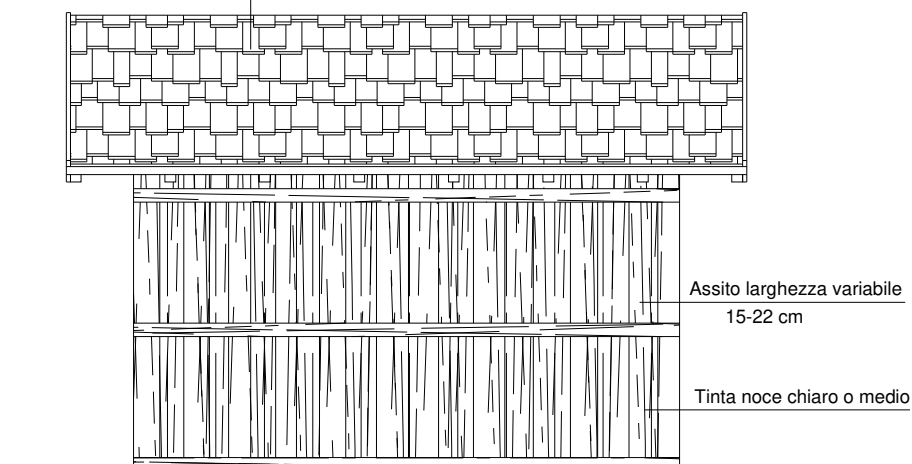 Assito larghezza variabile
15-22 cm
Tinta noce chiaro o medio